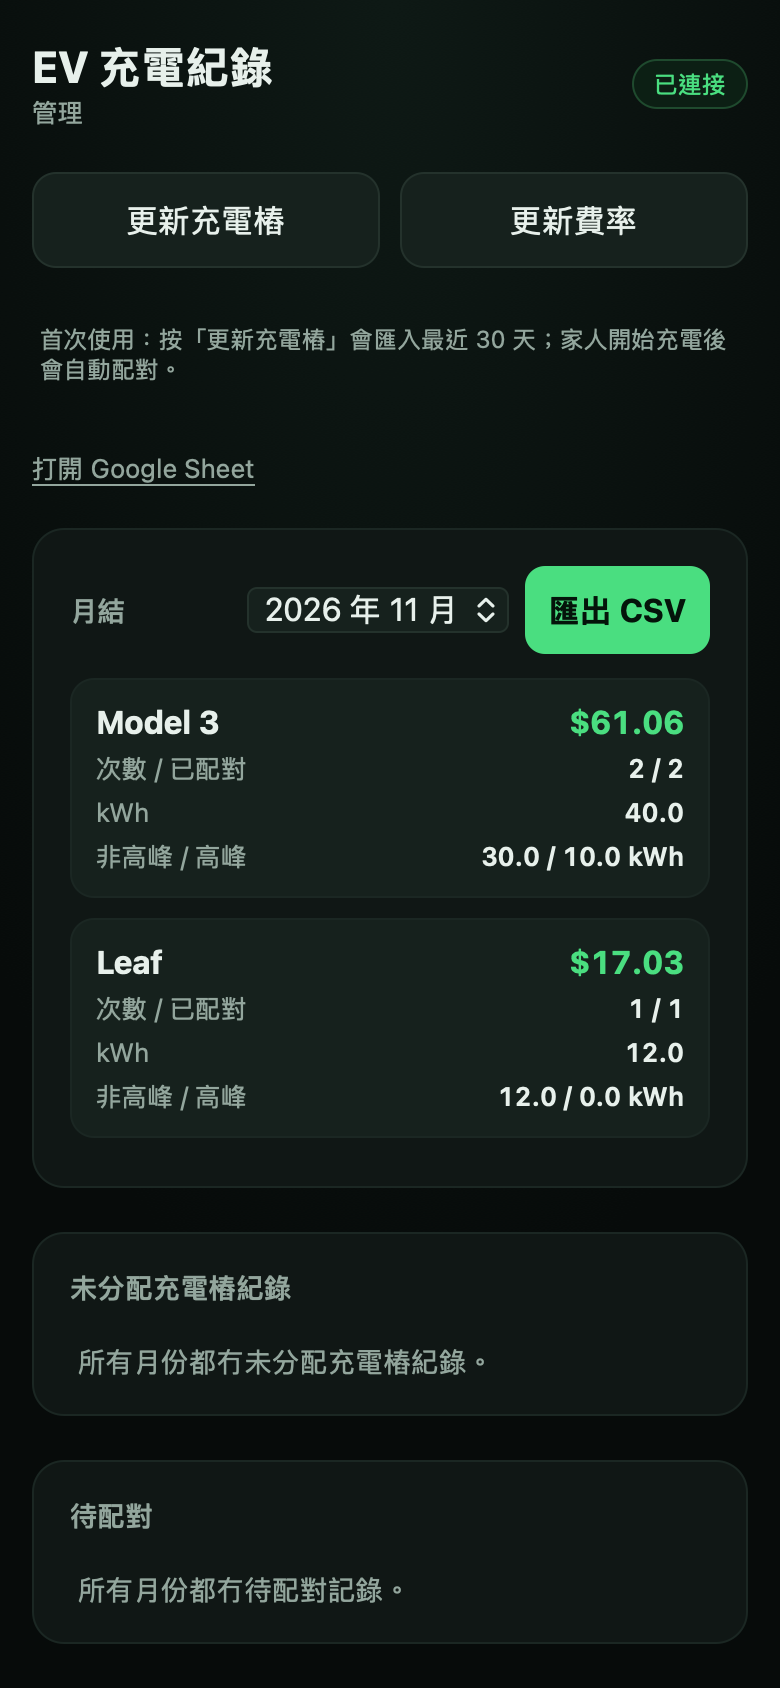 EV 充電紀錄
管理
已連接
更新充電樁
更新費率
首次使用：按「更新充電樁」會匯入最近 30 天；家人開始充電後
會自動配對。
打開 Google Sheet
月結
2026 年 11 月
匯出 CSV
Model 3
$61.06
次數 / 已配對
2 / 2
kWh
40.0
非高峰 / 高峰
30.0 / 10.0 kWh
Leaf
$17.03
次數 / 已配對
1 / 1
kWh
12.0
非高峰 / 高峰
12.0 / 0.0 kWh
未分配充電樁紀錄
所有月份都冇未分配充電樁紀錄。
待配對
所有月份都冇待配對記錄。